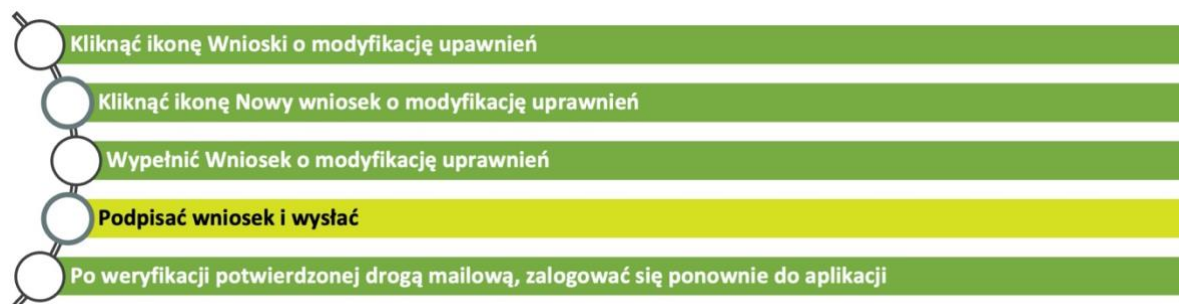 Kliknąć ikonę Wnioski o modyfikację upawnień
Kliknąć ikonę Nowy wniosek o modyfikację uprawnień
Wypełnić Wniosek o modyfikację uprawnień
Podpisać wniosek i wysłać
Po weryfikacji potwierdzonej drogą mailową, zalogować się ponownie do aplikacji